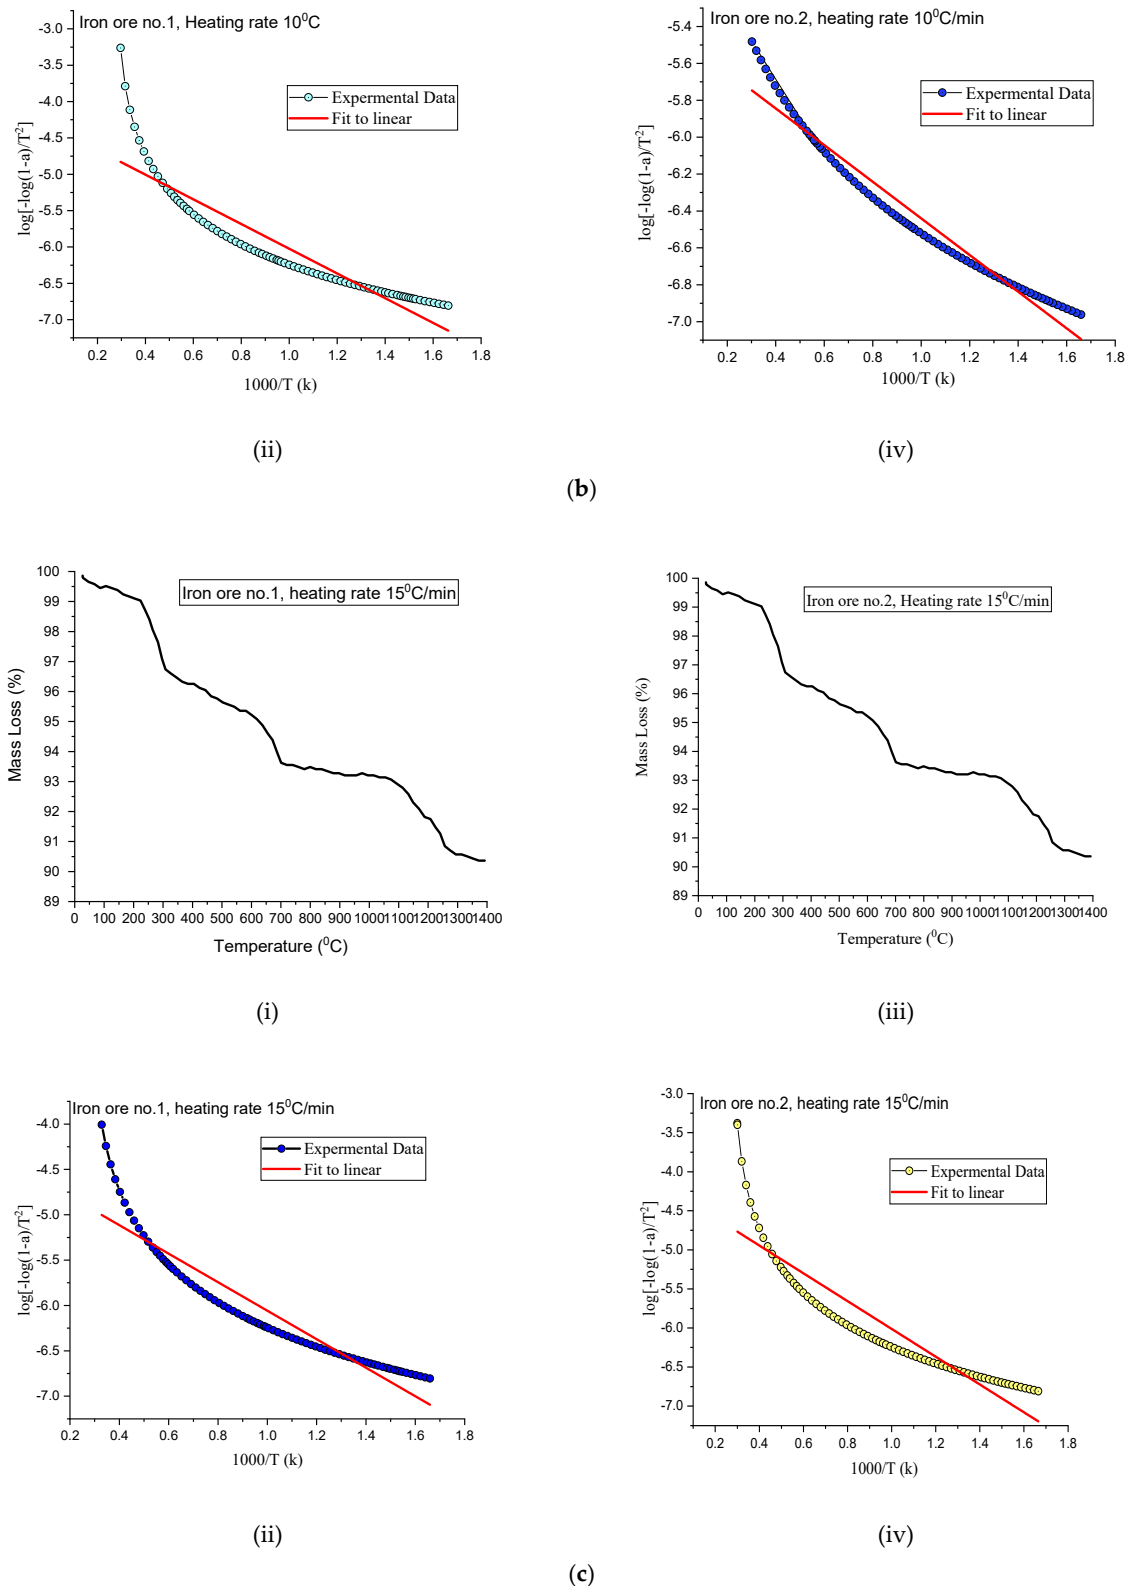 Iron ore no.1, Heating rate 10⁰C
-3.0
-3.5
-4.0
-4.5
-5.0
-5.5
-6.0
-6.5
-7.0
log[-log(1-a)/T²]
Expermental Data
Fit to linear
0.2 0.4 0.6 0.8 1.0 1.2 1.4 1.6 1.8
1000/T (k)
(ii)
Iron ore no.2, heating rate 10⁰C/min
-5.4
-5.6
-5.8
-6.0
-6.2
-6.4
-6.6
-6.8
-7.0
log[-log(1-a)/T²]
Expermental Data
Fit to linear
0.2 0.4 0.6 0.8 1.0 1.2 1.4 1.6 1.8
1000/T (k)
(iv)
(b)
Iron ore no.1, heating rate 15⁰C/min
100
99
98
97
96
95
94
93
92
91
90
89
Mass Loss (%)
0 100 200 300 400 500 600 700 800 900 1000 1100 1200 1300 1400
Temperature (⁰C)
(i)
Iron ore no.2, Heating rate 15⁰C/min
100
99
98
97
96
95
94
93
92
91
90
89
Mass Loss (%)
0 100 200 300 400 500 600 700 800 900 1000 1100 1200 1300 1400
Temperature (⁰C)
(iii)
Iron ore no.1, heating rate 15⁰C/min
-4.0
-4.5
-5.0
-5.5
-6.0
-6.5
-7.0
log[-log(1-a)/T²]
Expermental Data
Fit to linear
0.2 0.4 0.6 0.8 1.0 1.2 1.4 1.6 1.8
1000/T (k)
(ii)
Iron ore no.2, heating rate 15⁰C/min
-3.0
-3.5
-4.0
-4.5
-5.0
-5.5
-6.0
-6.5
-7.0
log[-log(1-a)/T²]
Expermental Data
Fit to linear
0.2 0.4 0.6 0.8 1.0 1.2 1.4 1.6 1.8
1000/T (k)
(iv)
(c)